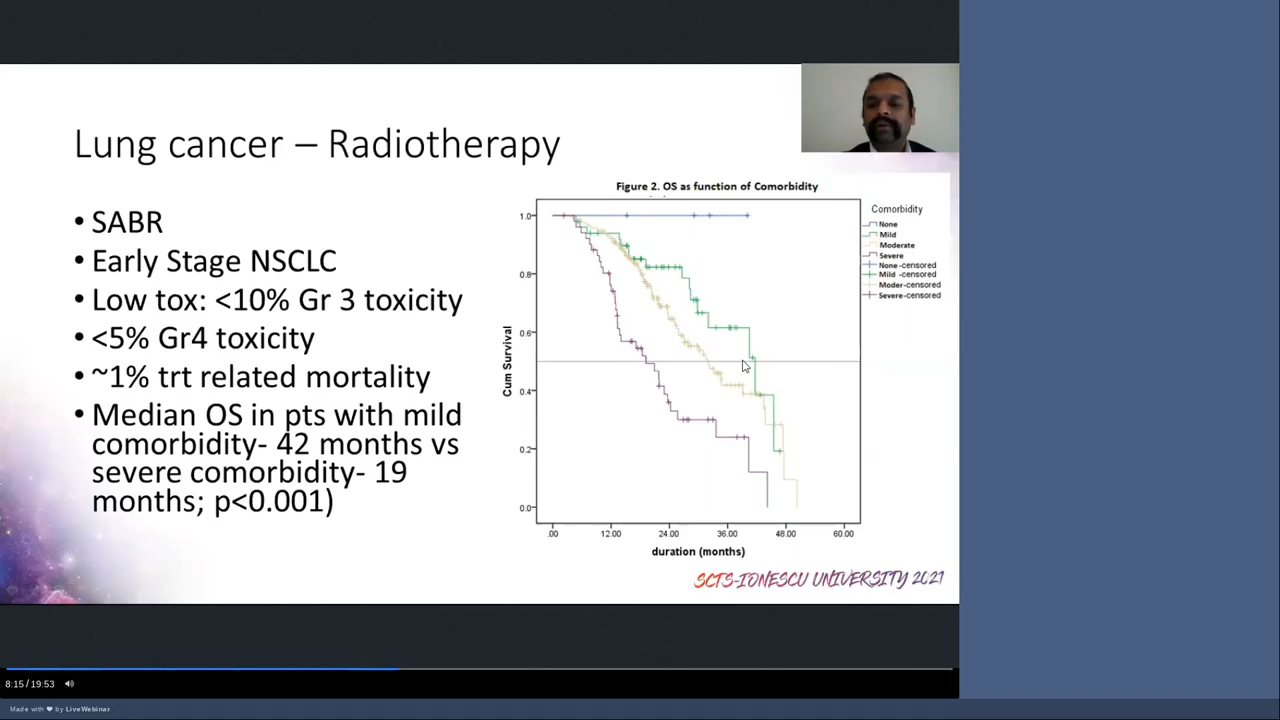 Lung cancer – Radiotherapy
• SABR
• Early Stage NSCLC
• Low tox: <10% Gr 3 toxicity
• <5% Gr4 toxicity
• ~1% trt related mortality
• Median OS in pts with mild
comorbidity- 42 months vs
severe comorbidity- 19
months; p<0.001)
Figure 2. OS as function of Comorbidity
Cum Survival
1.0
0.8
0.6
0.4
0.2
0.0
.00 12.00 24.00 36.00 48.00 60.00
duration (months)
Comorbidity
None
Mild
Moderate
Severe
None-censored
Mild-censored
Moder-censored
Severe-censored
SCTS-IONESCU UNIVERSITY 2021
8:15 / 19:53
Made with ❤ by LiveWebinar